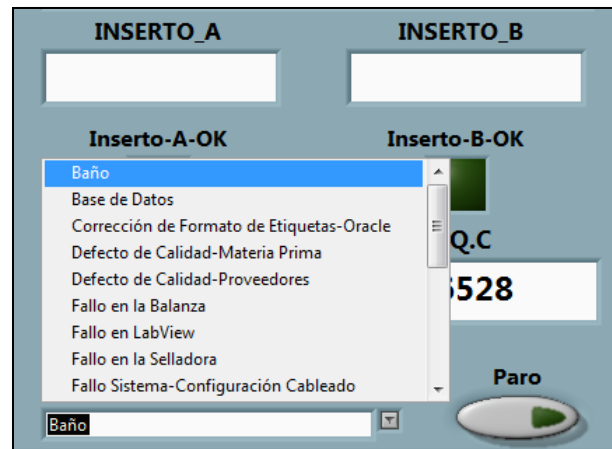 INSERTO_A
INSERTO_B
Inserto-A-OK
Inserto-B-OK
Baño
Base de Datos
Corrección de Formato de Etiquetas-Oracle
Defecto de Calidad-Materia Prima
Defecto de Calidad-Proveedores
Fallo en la Balanza
Fallo en LabView
Fallo en la Selladora
Fallo Sistema-Configuración Cableado
Q.C
528
Paro
Baño